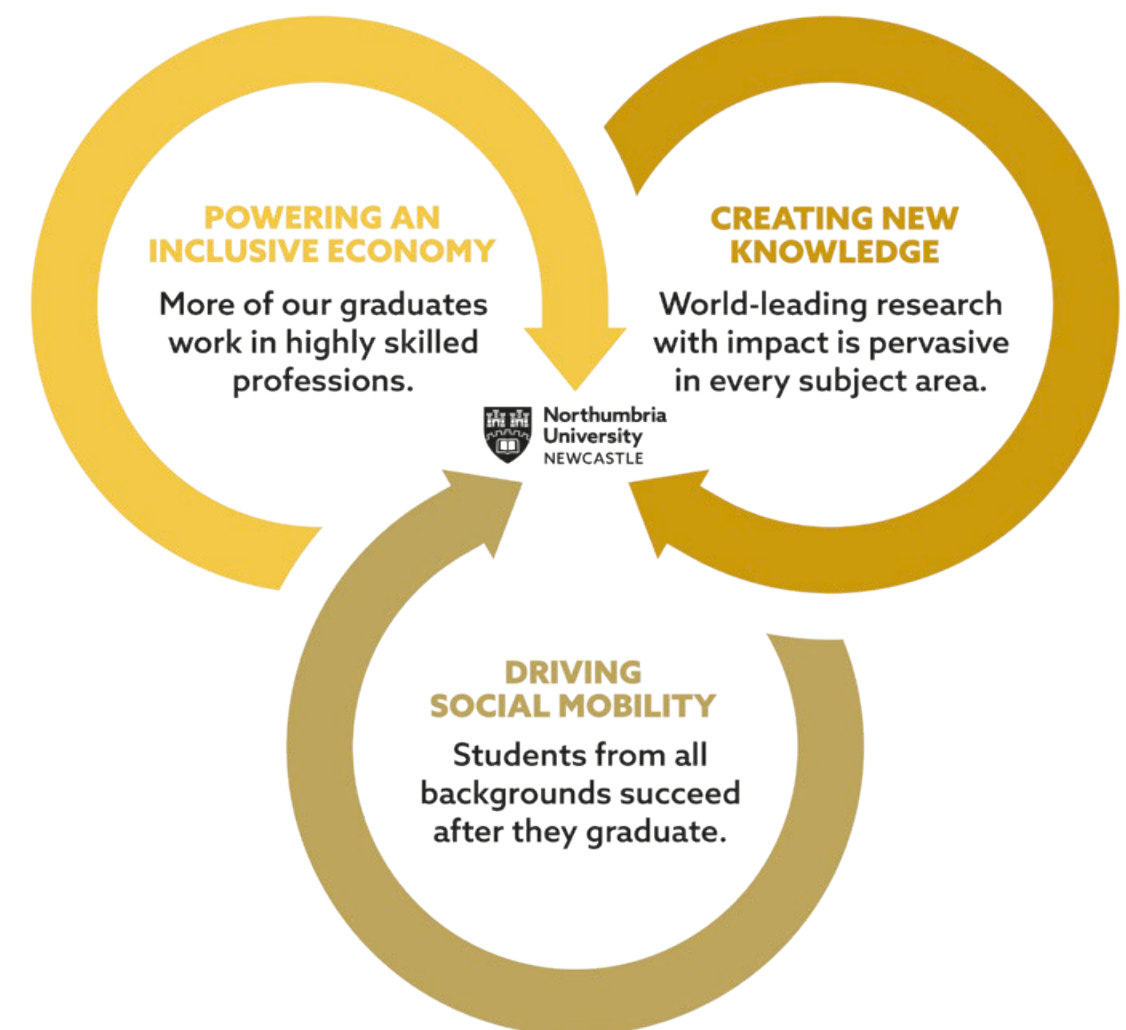 POWERING AN
INCLUSIVE ECONOMY
More of our graduates
work in highly skilled
professions.
CREATING NEW
KNOWLEDGE
World-leading research
with impact is pervasive
in every subject area.
Northumbria
University
NEWCASTLE
DRIVING
SOCIAL MOBILITY
Students from all
backgrounds succeed
after they graduate.